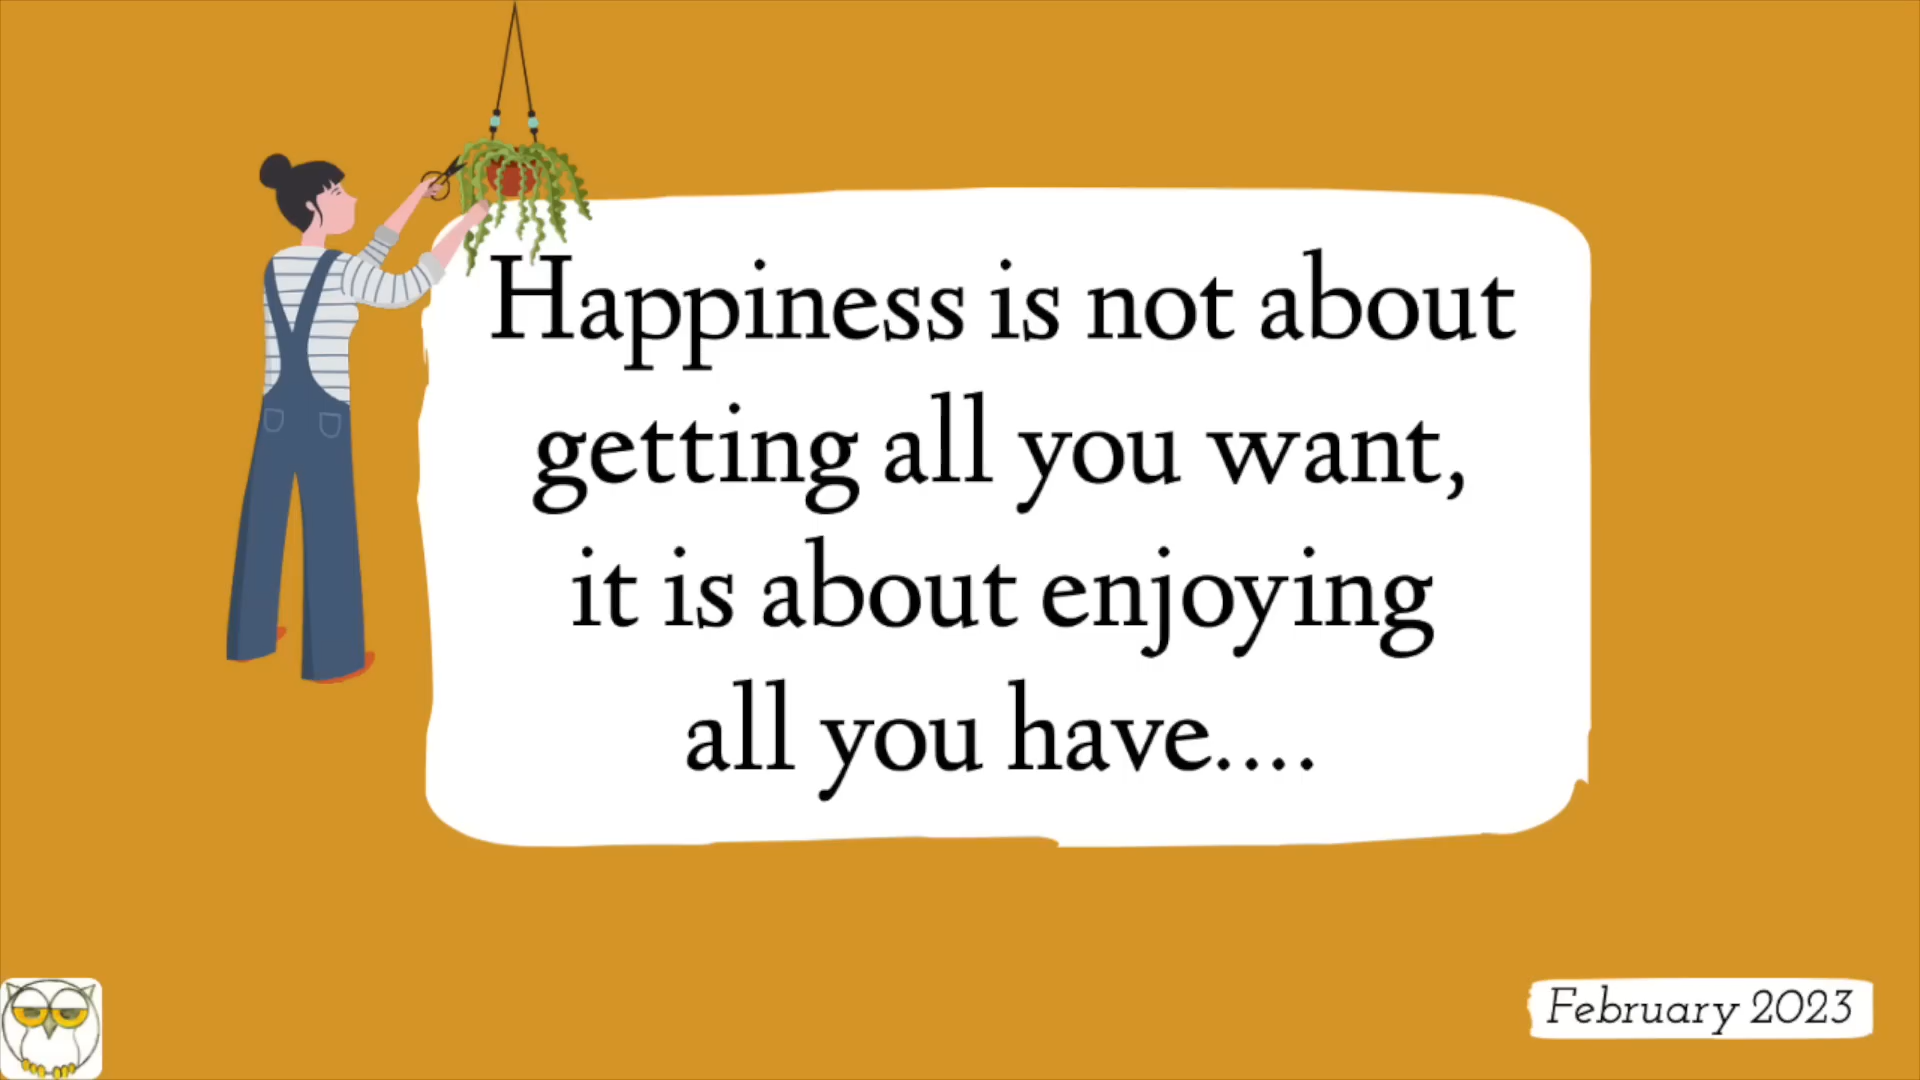 Happiness is not about
getting all you want,
it is about enjoying
all you have....
February 2023